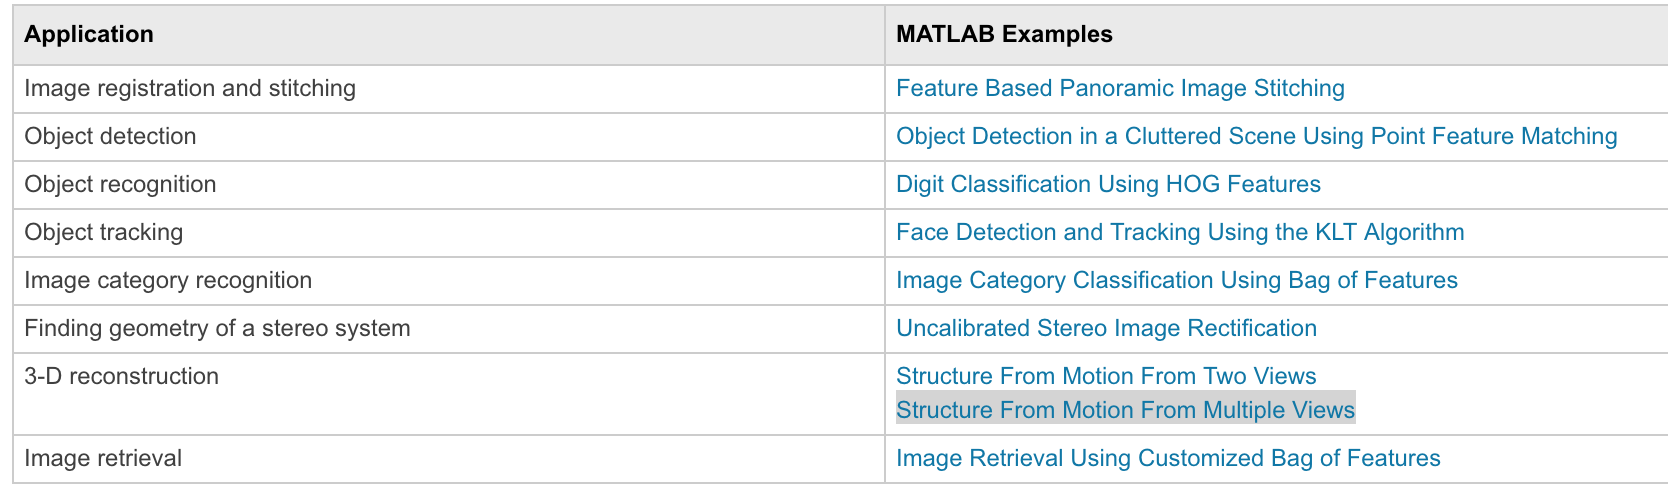 Application
MATLAB Examples
Image registration and stitching
Feature Based Panoramic Image Stitching
Object detection
Object Detection in a Cluttered Scene Using Point Feature Matching
Object recognition
Digit Classification Using HOG Features
Object tracking
Face Detection and Tracking Using the KLT Algorithm
Image category recognition
Image Category Classification Using Bag of Features
Finding geometry of a stereo system
Uncalibrated Stereo Image Rectification
3-D reconstruction
Structure From Motion From Two Views
Structure From Motion From Multiple Views
Image retrieval
Image Retrieval Using Customized Bag of Features